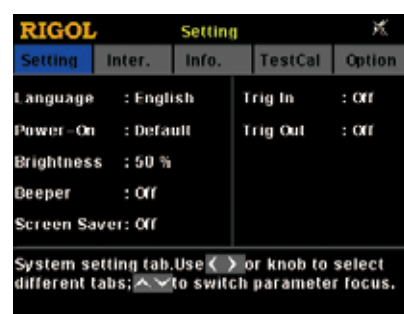 RIGOL Setting
Setting Inter. Info. TestCal Option
Language : English Trig In : Off
Power-On : Default Trig Out : Off
Brightness : 50 %
Beeper : Off
Screen Saver: Off
System setting tab.Use < > or knob to select
different tabs; to switch parameter focus.